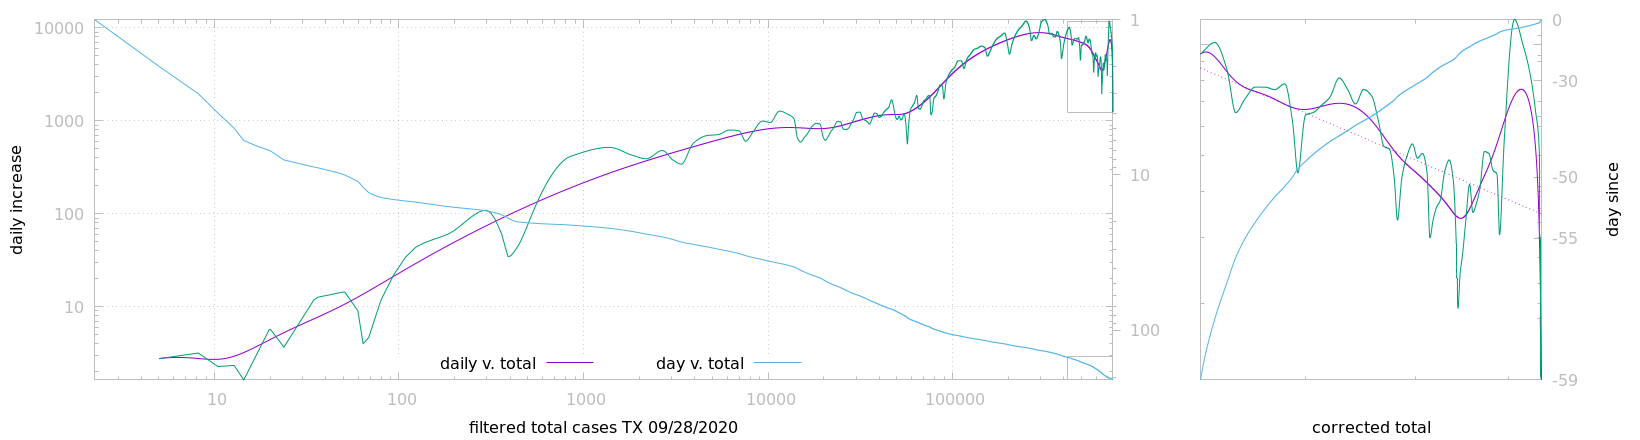 10000
1000
100
10
daily increase
10
100
1000
10000
100000
filtered total cases TX 09/28/2020
daily v. total
day v. total
1
10
100
0
-30
-50
-55
-59
day since
corrected total